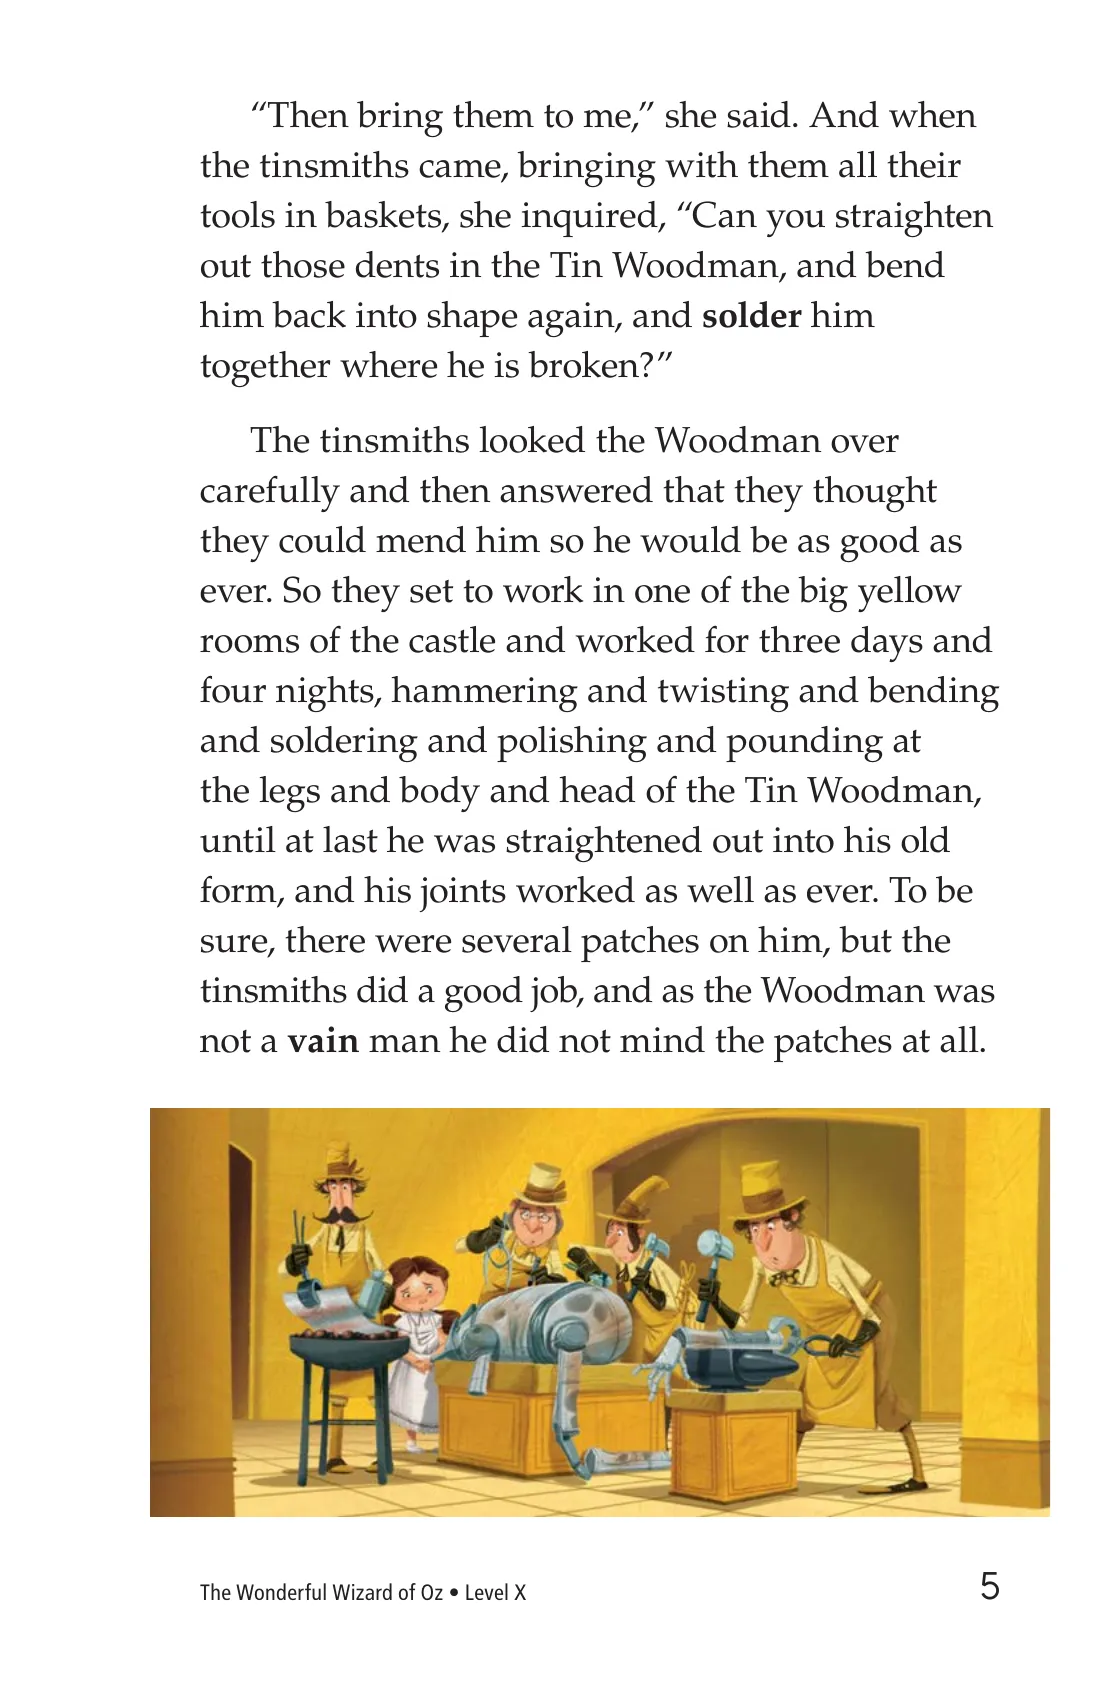 “Then bring them to me,” she said. And when
the tinsmiths came, bringing with them all their
tools in baskets, she inquired, “Can you straighten
out those dents in the Tin Woodman, and bend
him back into shape again, and solder him
together where he is broken?”
The tinsmiths looked the Woodman over
carefully and then answered that they thought
they could mend him so he would be as good as
ever. So they set to work in one of the big yellow
rooms of the castle and worked for three days and
four nights, hammering and twisting and bending
and soldering and polishing and pounding at
the legs and body and head of the Tin Woodman,
until at last he was straightened out into his old
form, and his joints worked as well as ever. To be
sure, there were several patches on him, but the
tinsmiths did a good job, and as the Woodman was
not a vain man he did not mind the patches at all.
The Wonderful Wizard of Oz • Level X
5